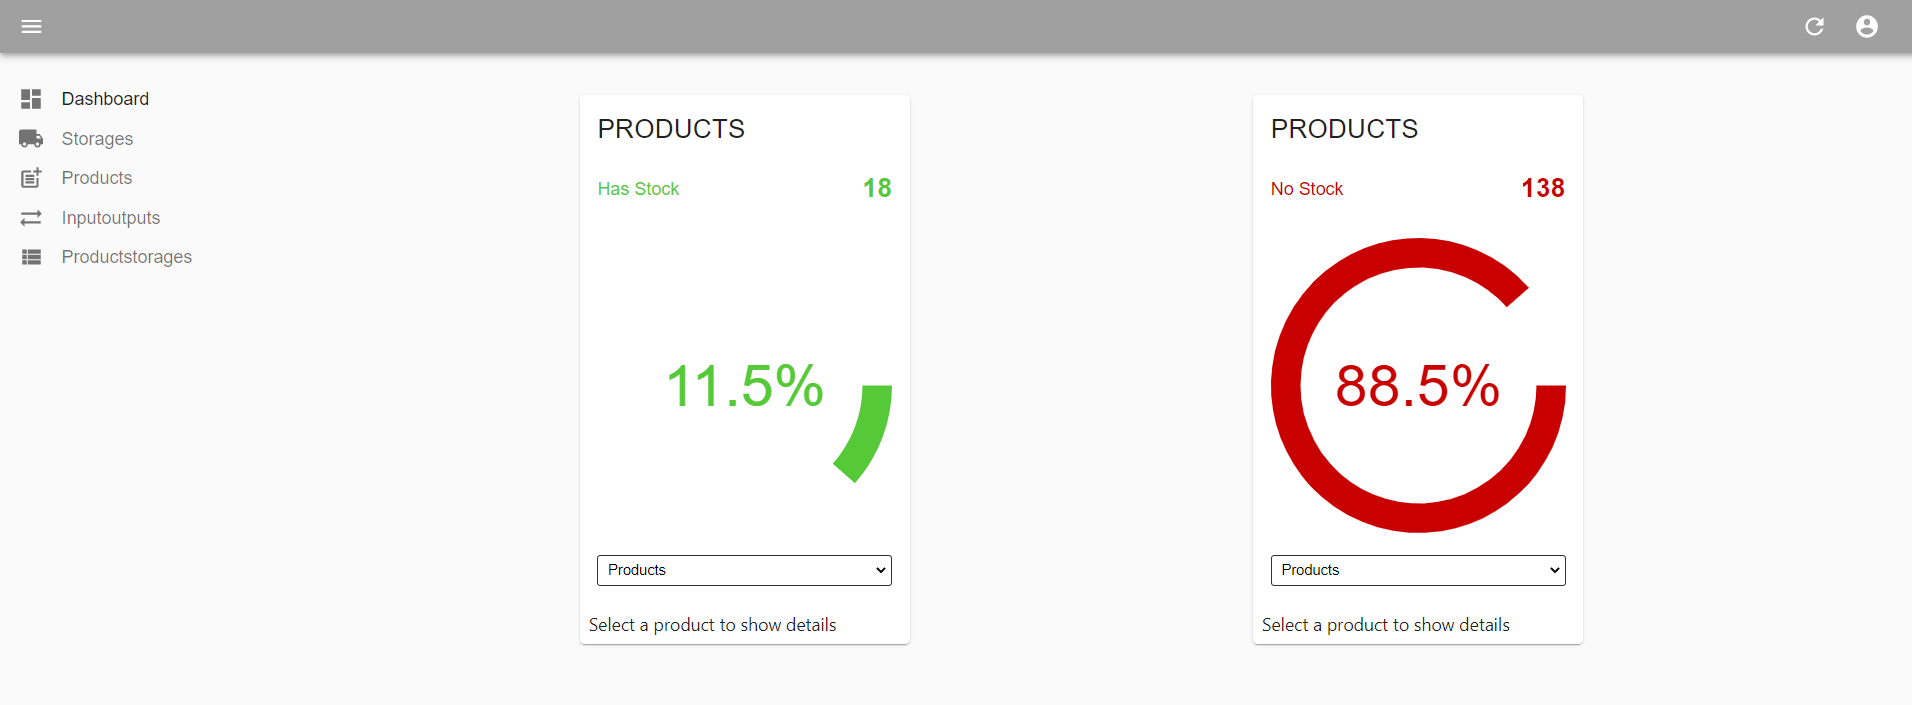 Dashboard
Storages
Products
Inputoutputs
Productstorages
PRODUCTS
Has Stock 18
11.5%
Products
Select a product to show details
PRODUCTS
No Stock 138
88.5%
Products
Select a product to show details